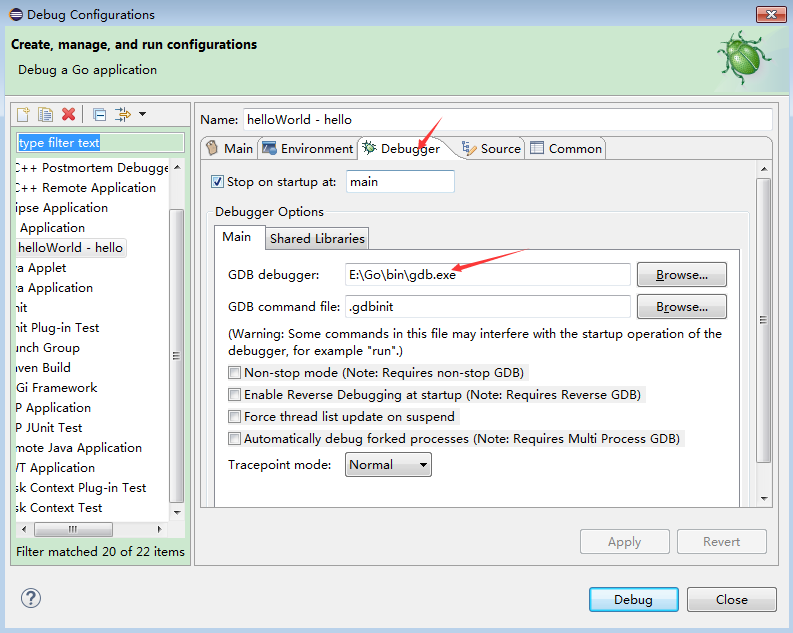 Debug Configurations
Create, manage, and run configurations
Debug a Go application
type filter text
C++ Postmortem Debugge
C++ Remote Application
ipse Application
Application
helloWorld - hello
va Applet
va Application
nit
nit Plug-in Test
unch Group
aven Build
Gi Framework
P Application
P JUnit Test
mote Java Application
/T Application
sk Context Plug-in Test
sk Context Test
Filter matched 20 of 22 items
Name: helloWorld - hello
Main Environment Debugger Source Common
Stop on startup at: main
Debugger Options
Main Shared Libraries
GDB debugger: E:\Go\bin\gdb.exe Browse...
GDB command file: .gdbinit Browse...
(Warning: Some commands in this file may interfere with the startup operation of the
debugger, for example "run".)
Non-stop mode (Note: Requires non-stop GDB)
Enable Reverse Debugging at startup (Note: Requires Reverse GDB)
Force thread list update on suspend
Automatically debug forked processes (Note: Requires Multi Process GDB)
Tracepoint mode: Normal
Apply Revert
? Debug Close